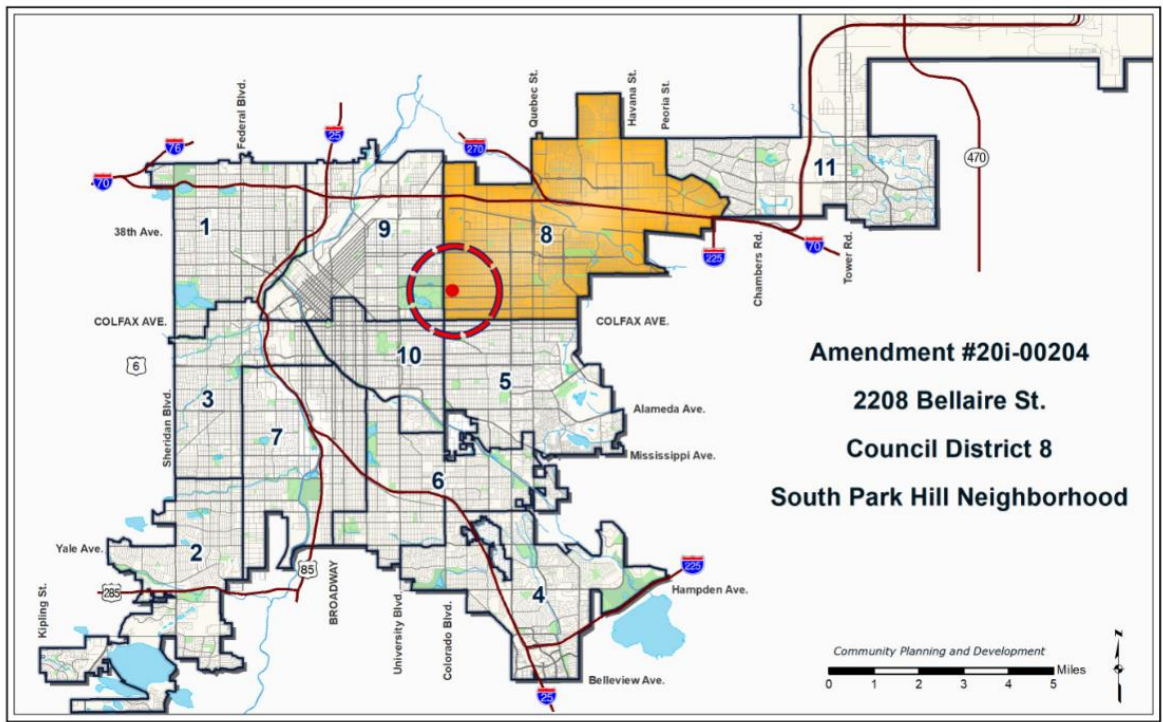 Federal Blvd.
Quebec St.
Havana St.
Peoria St.
76
25
270
70
470
11
1
9
8
38th Ave.
225
70
Chambers Rd.
Tower Rd.
COLFAX AVE.
COLFAX AVE.
6
10
Amendment #20i-00204
2208 Bellaire St.
Council District 8
South Park Hill Neighborhood
3
5
Alameda Ave.
Sheridan Blvd.
7
Mississippi Ave.
6
Yale Ave.
2
85
285
BROADWAY
University Blvd.
Colorado Blvd.
4
225
Hampden Ave.
Kipling St.
25
Belleview Ave.
Community Planning and Development
Miles
0 1 2 3 4 5
N